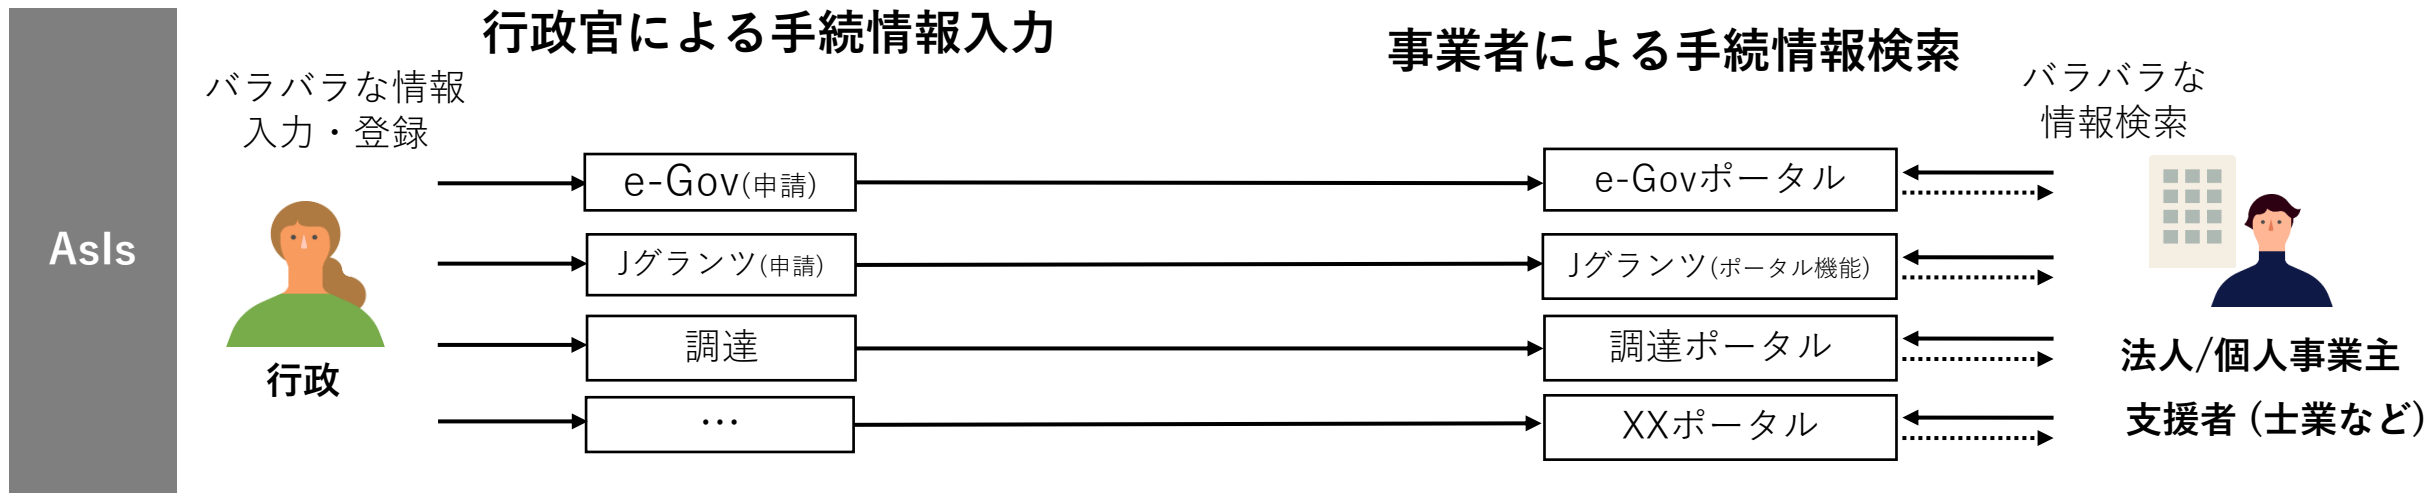 行政官による手続情報入力
事業者による手続情報検索
AsIs
バラバラな情報
入力・登録
行政
e-Gov(申請)
Jグランツ(申請)
調達
…
e-Govポータル
Jグランツ(ポータル機能)
調達ポータル
XXポータル
バラバラな
情報検索
法人/個人事業主
支援者 (士業など)